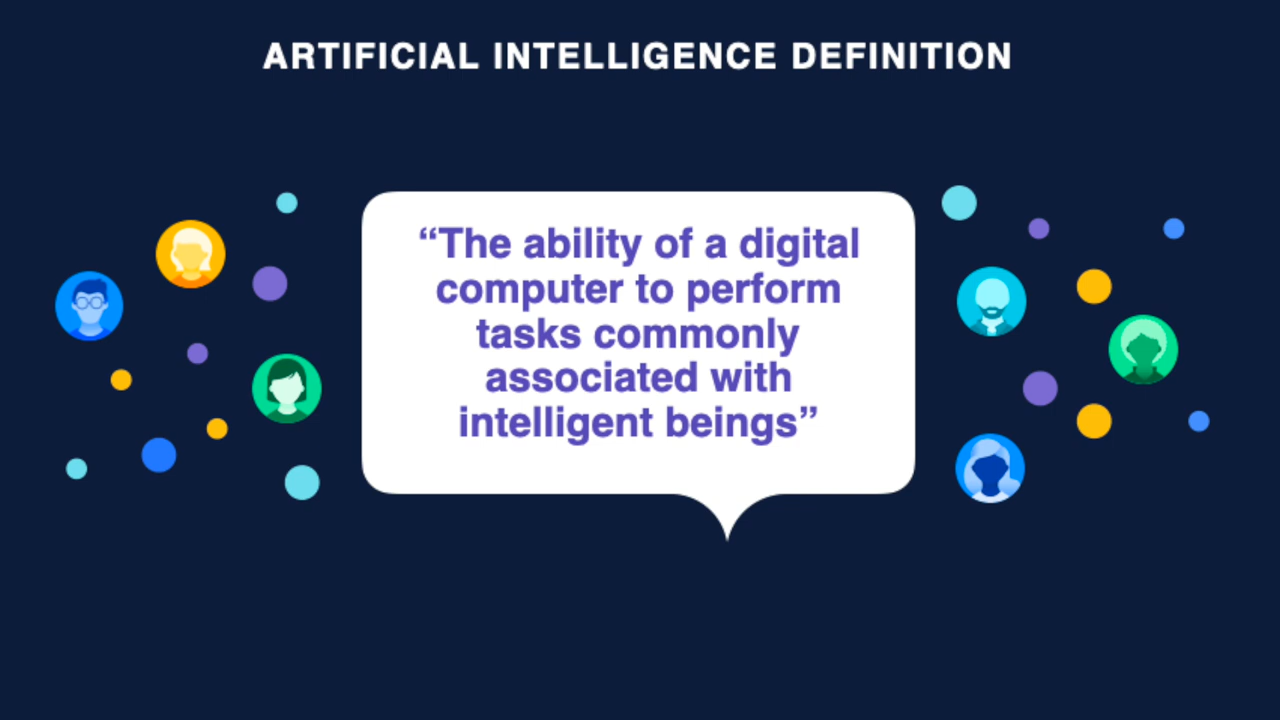 ARTIFICIAL INTELLIGENCE DEFINITION
“The ability of a digital
computer to perform
tasks commonly
associated with
intelligent beings”